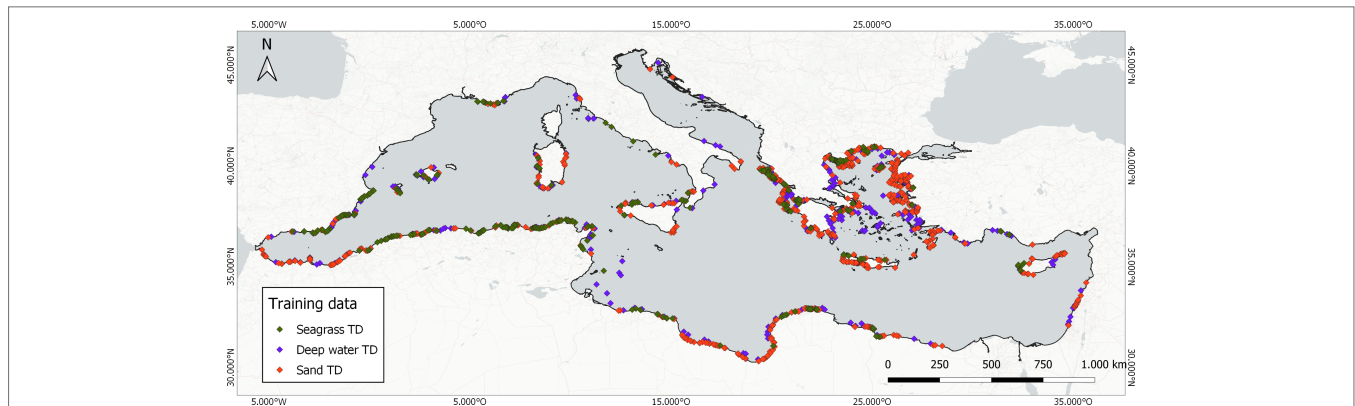 5.000°W 5.000°O 15.000°O 25.000°O 35.000°O
N
45.000°N 45.000°N
40.000°N 40.000°N
35.000°N 35.000°N
30.000°N 30.000°N
Training data
Seagrass TD
Deep water TD
Sand TD
0 250 500 750 1.000 km
5.000°W 5.000°O 15.000°O 25.000°O 35.000°O